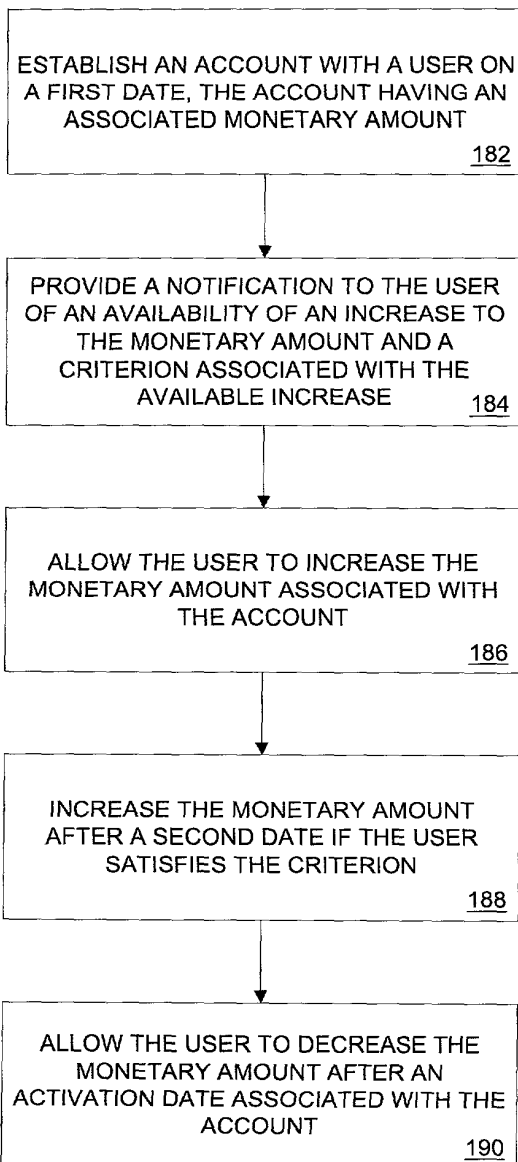 ESTABLISH AN ACCOUNT WITH A USER ON
A FIRST DATE, THE ACCOUNT HAVING AN
ASSOCIATED MONETARY AMOUNT
182
PROVIDE A NOTIFICATION TO THE USER
OF AN AVAILABILITY OF AN INCREASE TO
THE MONETARY AMOUNT AND A
CRITERION ASSOCIATED WITH THE
AVAILABLE INCREASE
184
ALLOW THE USER TO INCREASE THE
MONETARY AMOUNT ASSOCIATED WITH
THE ACCOUNT
186
INCREASE THE MONETARY AMOUNT
AFTER A SECOND DATE IF THE USER
SATISFIES THE CRITERION
188
ALLOW THE USER TO DECREASE THE
MONETARY AMOUNT AFTER AN
ACTIVATION DATE ASSOCIATED WITH THE
ACCOUNT
190